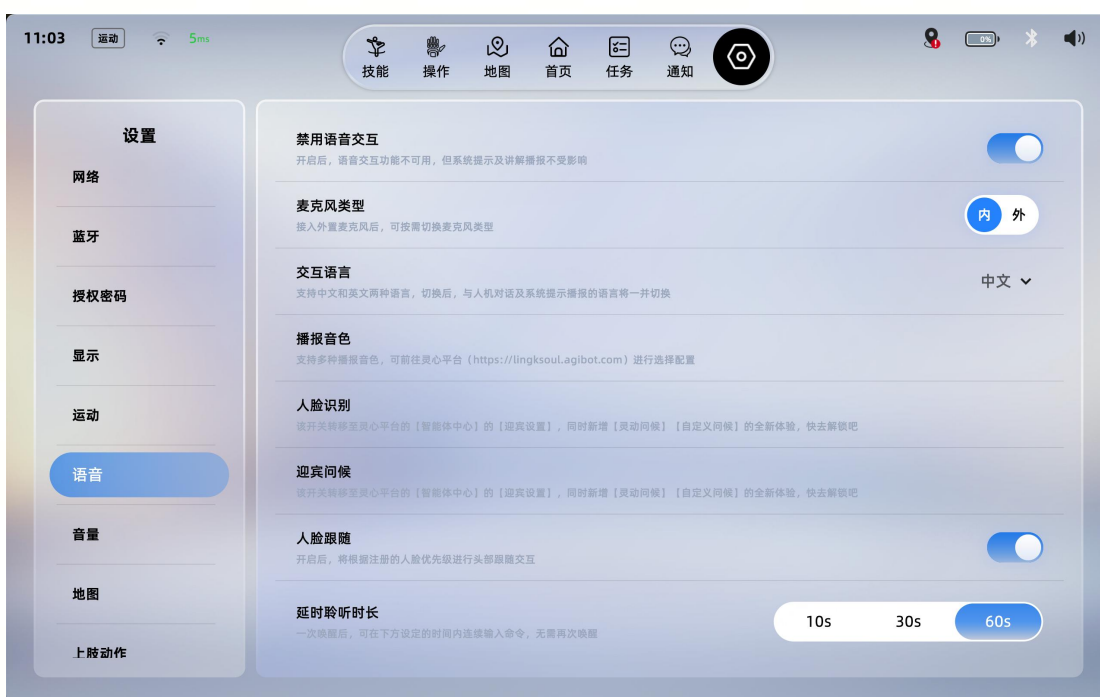 11:03 运动 5ms
技能 操作 地图 首页 任务 通知
0%
设置
网络
蓝牙
授权密码
显示
运动
语音
音量
地图
上肢动作
禁用语音交互
开启后，语音交互功能不可用，但系统提示及讲解播报不受影响
麦克风类型
接入外置麦克风后，可按需切换麦克风类型
内 外
交互语言
支持中文和英文两种语言，切换后，与人机对话及系统提示播报的语言将一并切换
中文
播报音色
支持多种播报音色，可前往灵心平台（https://lingksoul.agibot.com）进行选择配置
人脸识别
该开关转移至灵心平台的【智能体中心】的【迎宾设置】，同时新增【灵动问候】【自定义问候】的全新体验，快去解锁吧
迎宾问候
该开关转移至灵心平台的【智能体中心】的【迎宾设置】，同时新增【灵动问候】【自定义问候】的全新体验，快去解锁吧
人脸跟随
开启后，将根据注册的人脸优先级进行头部跟随交互
延时聆听时长
一次唤醒后，可在下方设定的时间内连续输入命令，无需再次唤醒
10s 30s 60s